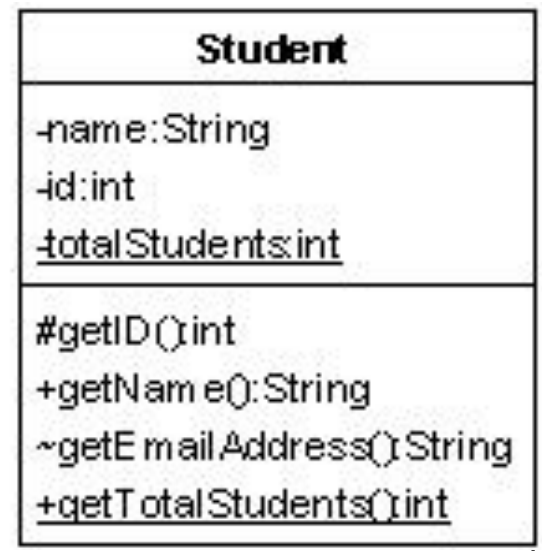 Student
-name:String
-id:int
-totalStudents:int
#getID():int
+getName():String
~getEmailAddress():String
+getTotalStudents():int